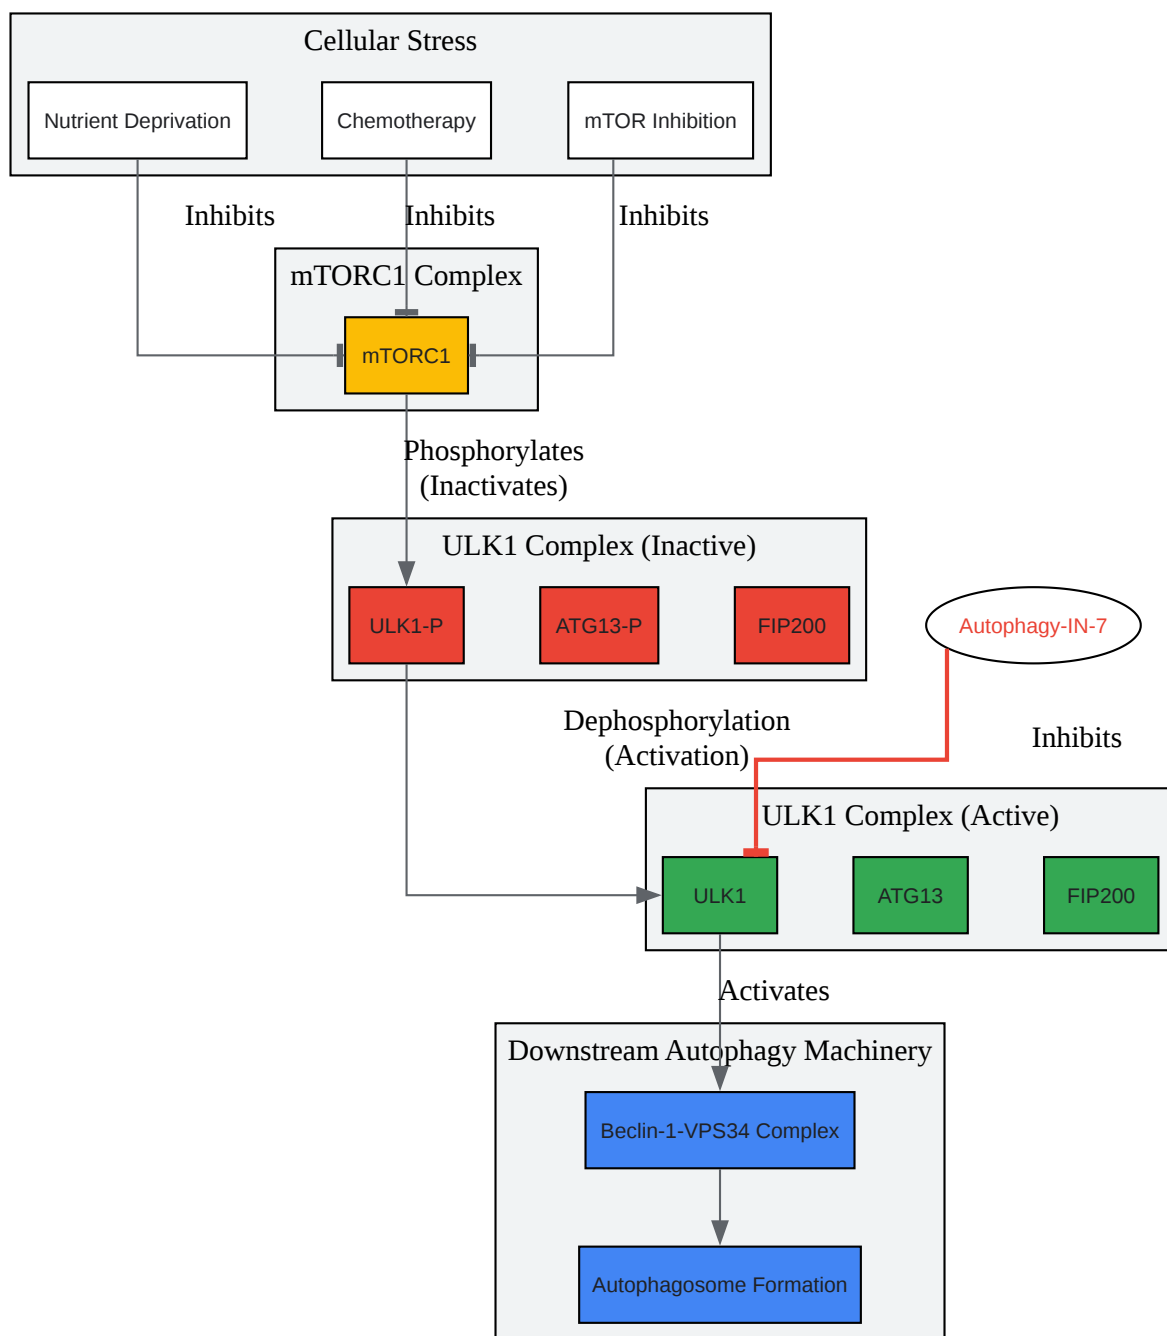 Cellular Stress
Nutrient Deprivation
Chemotherapy
mTOR Inhibition
Inhibits
Inhibits
Inhibits
mTORC1 Complex
mTORC1
Phosphorylates
(Inactivates)
ULK1 Complex (Inactive)
ULK1-P
ATG13-P
FIP200
Autophagy-IN-7
Dephosphorylation
(Activation)
Inhibits
ULK1 Complex (Active)
ULK1
ATG13
FIP200
Activates
Downstream Autophagy Machinery
Beclin-1-VPS34 Complex
Autophagosome Formation